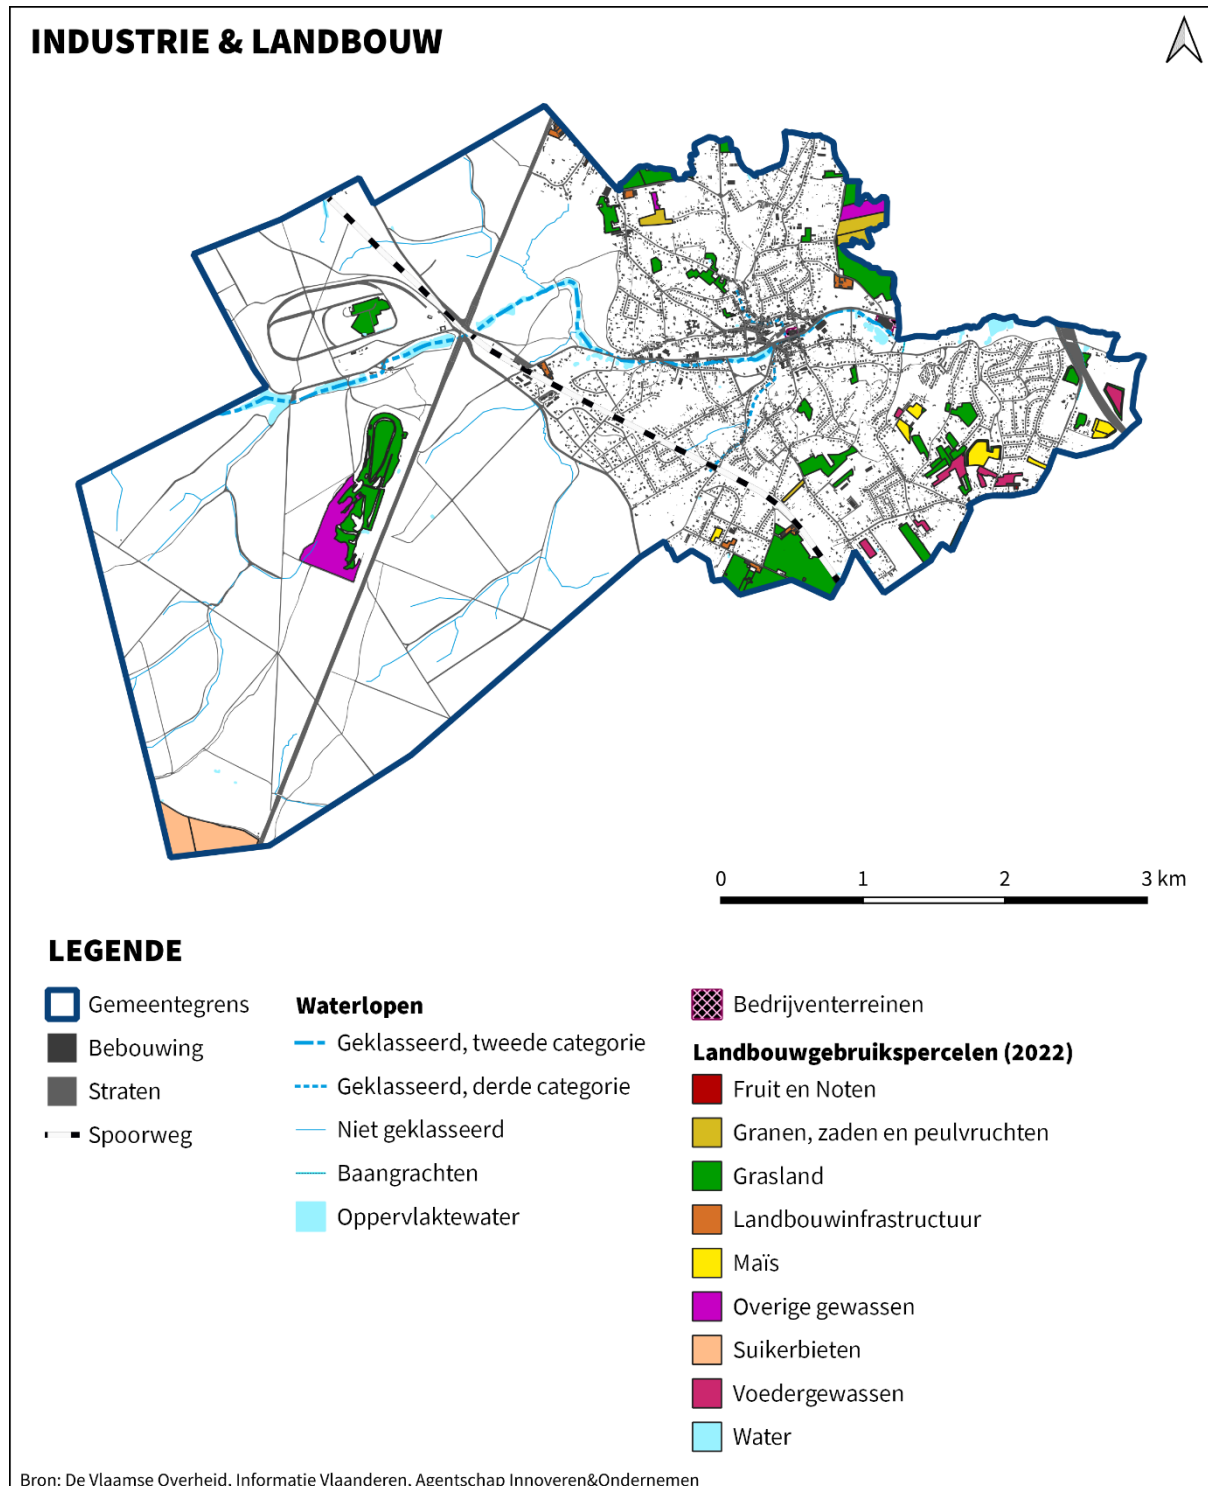 INDUSTRIE & LANDBOUW
0 1 2 3 km
LEGENDE
Gemeentegrens
Bebouwing
Straten
Spoorweg
Waterlopen
Geklasseerd, tweede categorie
Geklasseerd, derde categorie
Niet geklasseerd
Baangrachten
Oppervlaktewater
Bedrijventerreinen
Landbouwgebruikspercelen (2022)
Fruit en Noten
Granen, zaden en peulvruchten
Grasland
Landbouwinfrastructuur
Maïs
Overige gewassen
Suikerbieten
Voedergewassen
Water
Bron: De Vlaamse Overheid, Informatie Vlaanderen, Agentschap Innoveren&Ondernemen